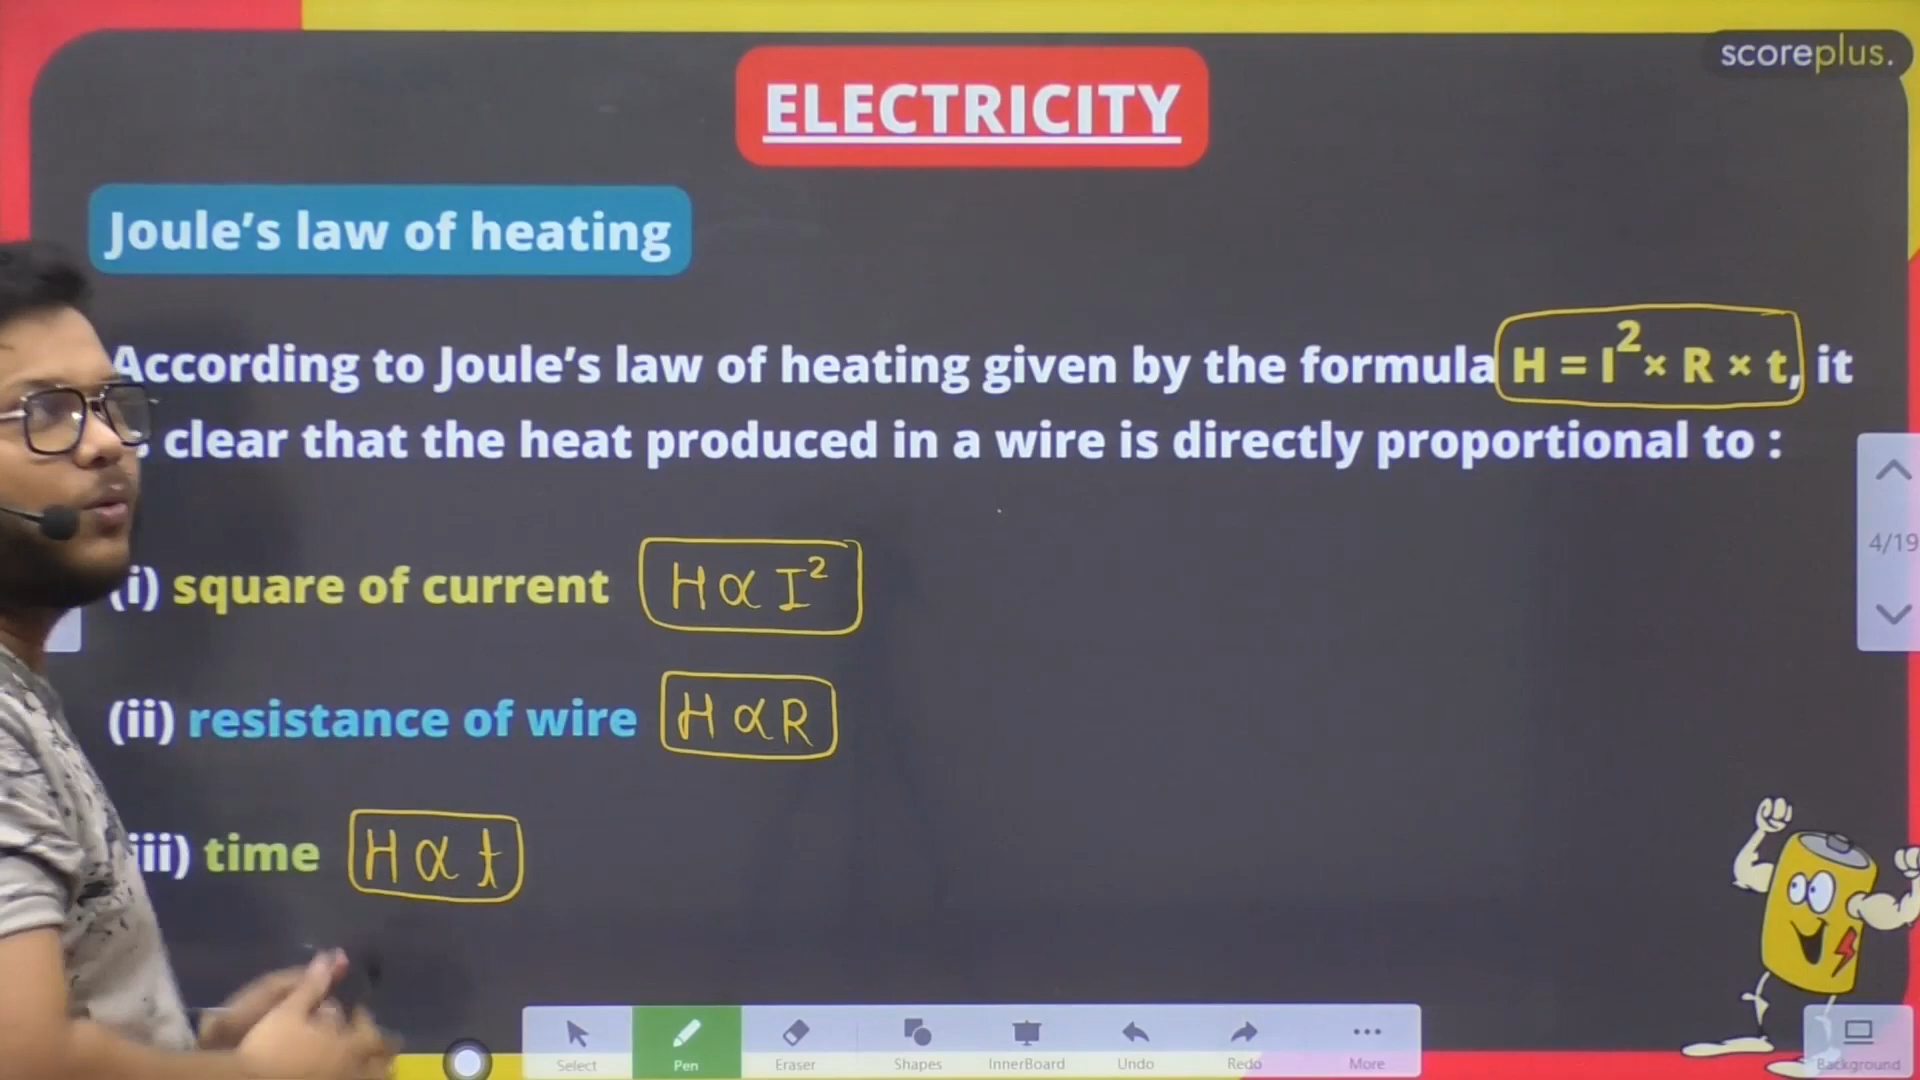 scoreplus.
ELECTRICITY
Joule's law of heating
According to Joule's law of heating given by the formula H = I² × R × t, it
clear that the heat produced in a wire is directly proportional to :
(i) square of current H α I²
(ii) resistance of wire H α R
iii) time H α t
4/19
Select Pen Eraser Shapes InnerBoard Undo Redo More Background